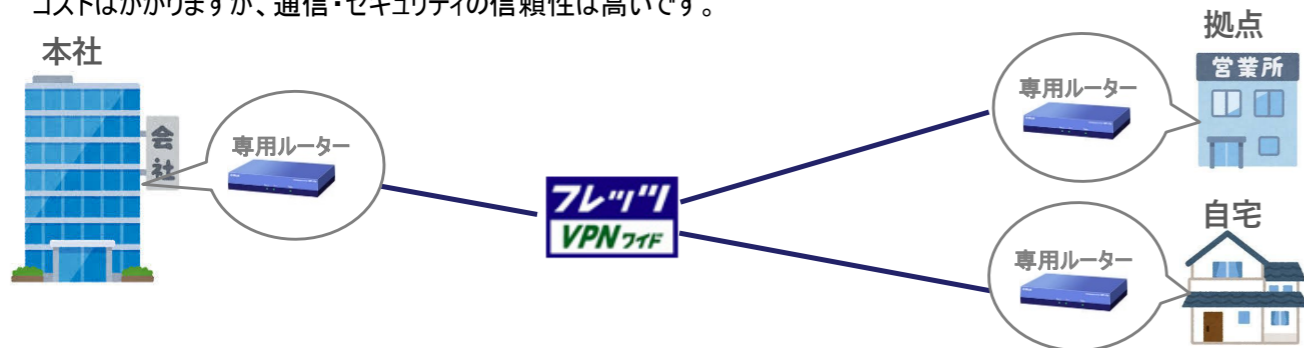 コストはかかりますが、通信・セキュリティの信頼性は高いです。
本社
会社
専用ルーター
フレッツ
VPNワイド
専用ルーター
拠点
営業所
専用ルーター
自宅